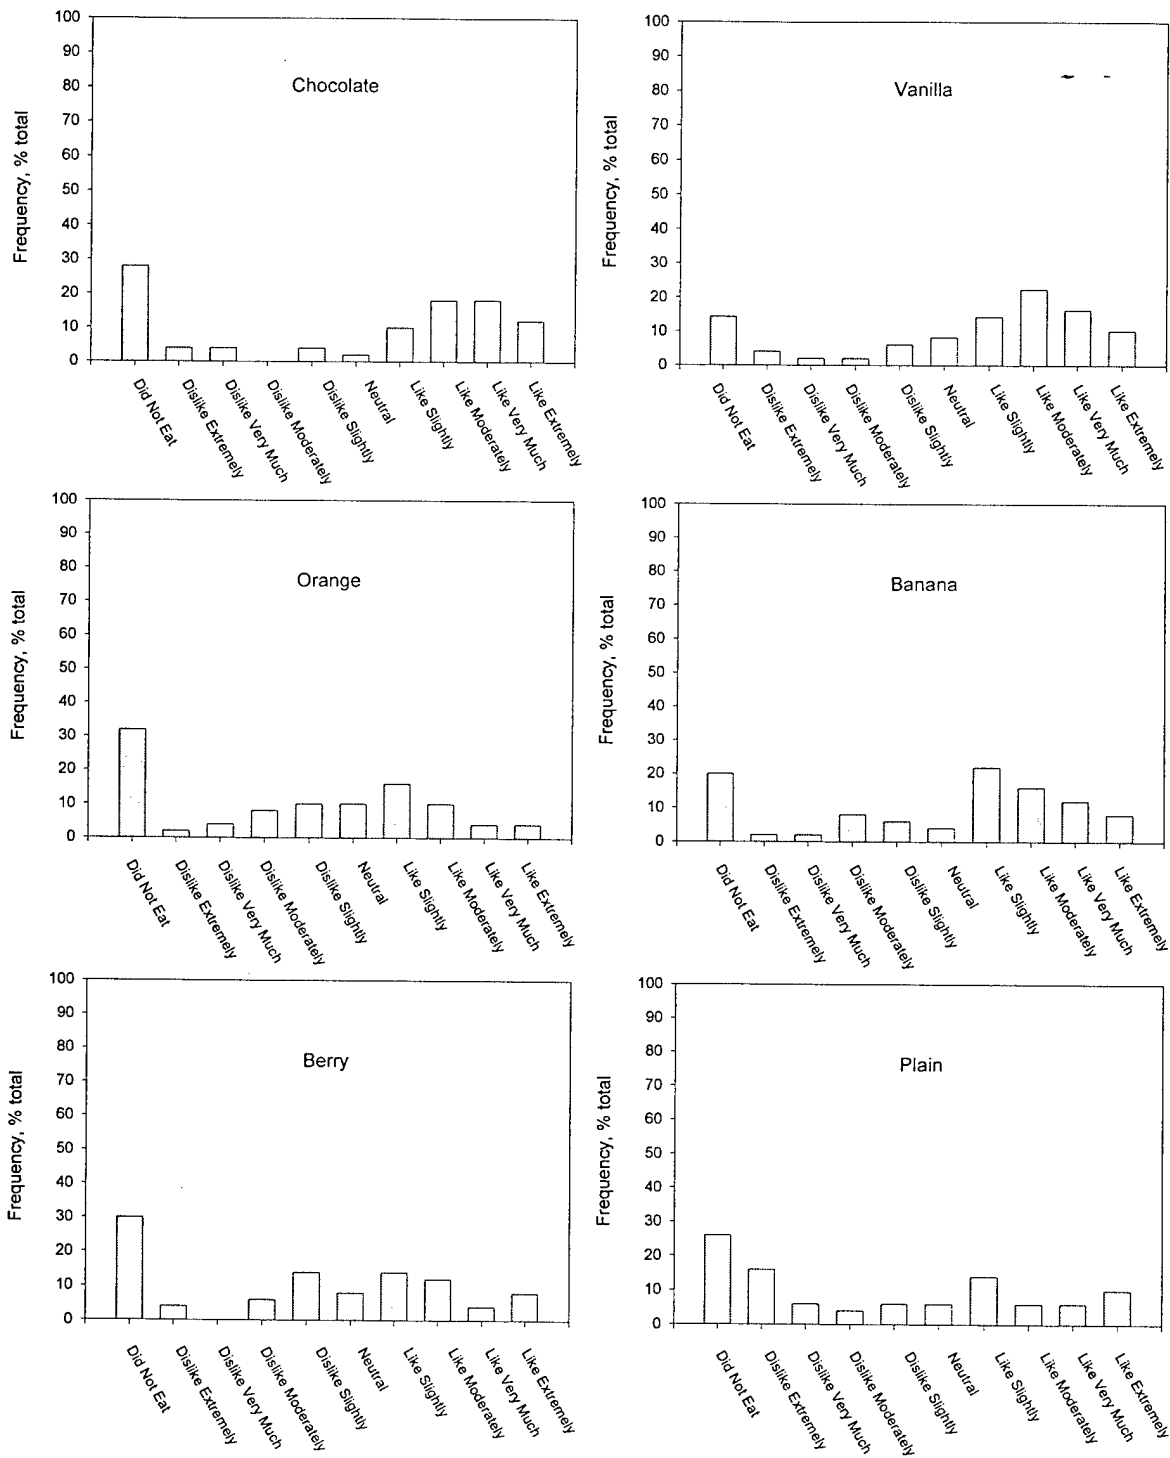 Chocolate
Frequency, % total
100
90
80
70
60
50
40
30
20
10
0
Did Not Eat
Dislike Extremely
Dislike Very Much
Dislike Moderately
Dislike Slightly
Neutral
Like Slightly
Like Moderately
Like Very Much
Like Extremely
Vanilla
Frequency, % total
100
90
80
70
60
50
40
30
20
10
0
Did Not Eat
Dislike Extremely
Dislike Very Much
Dislike Moderately
Dislike Slightly
Neutral
Like Slightly
Like Moderately
Like Very Much
Like Extremely
Orange
Frequency, % total
100
90
80
70
60
50
40
30
20
10
0
Did Not Eat
Dislike Extremely
Dislike Very Much
Dislike Moderately
Dislike Slightly
Neutral
Like Slightly
Like Moderately
Like Very Much
Like Extremely
Banana
Frequency, % total
100
90
80
70
60
50
40
30
20
10
0
Did Not Eat
Dislike Extremely
Dislike Very Much
Dislike Moderately
Dislike Slightly
Neutral
Like Slightly
Like Moderately
Like Very Much
Like Extremely
Berry
Frequency, % total
100
90
80
70
60
50
40
30
20
10
0
Did Not Eat
Dislike Extremely
Dislike Very Much
Dislike Moderately
Dislike Slightly
Neutral
Like Slightly
Like Moderately
Like Very Much
Like Extremely
Plain
Frequency, % total
100
90
80
70
60
50
40
30
20
10
0
Did Not Eat
Dislike Extremely
Dislike Very Much
Dislike Moderately
Dislike Slightly
Neutral
Like Slightly
Like Moderately
Like Very Much
Like Extremely